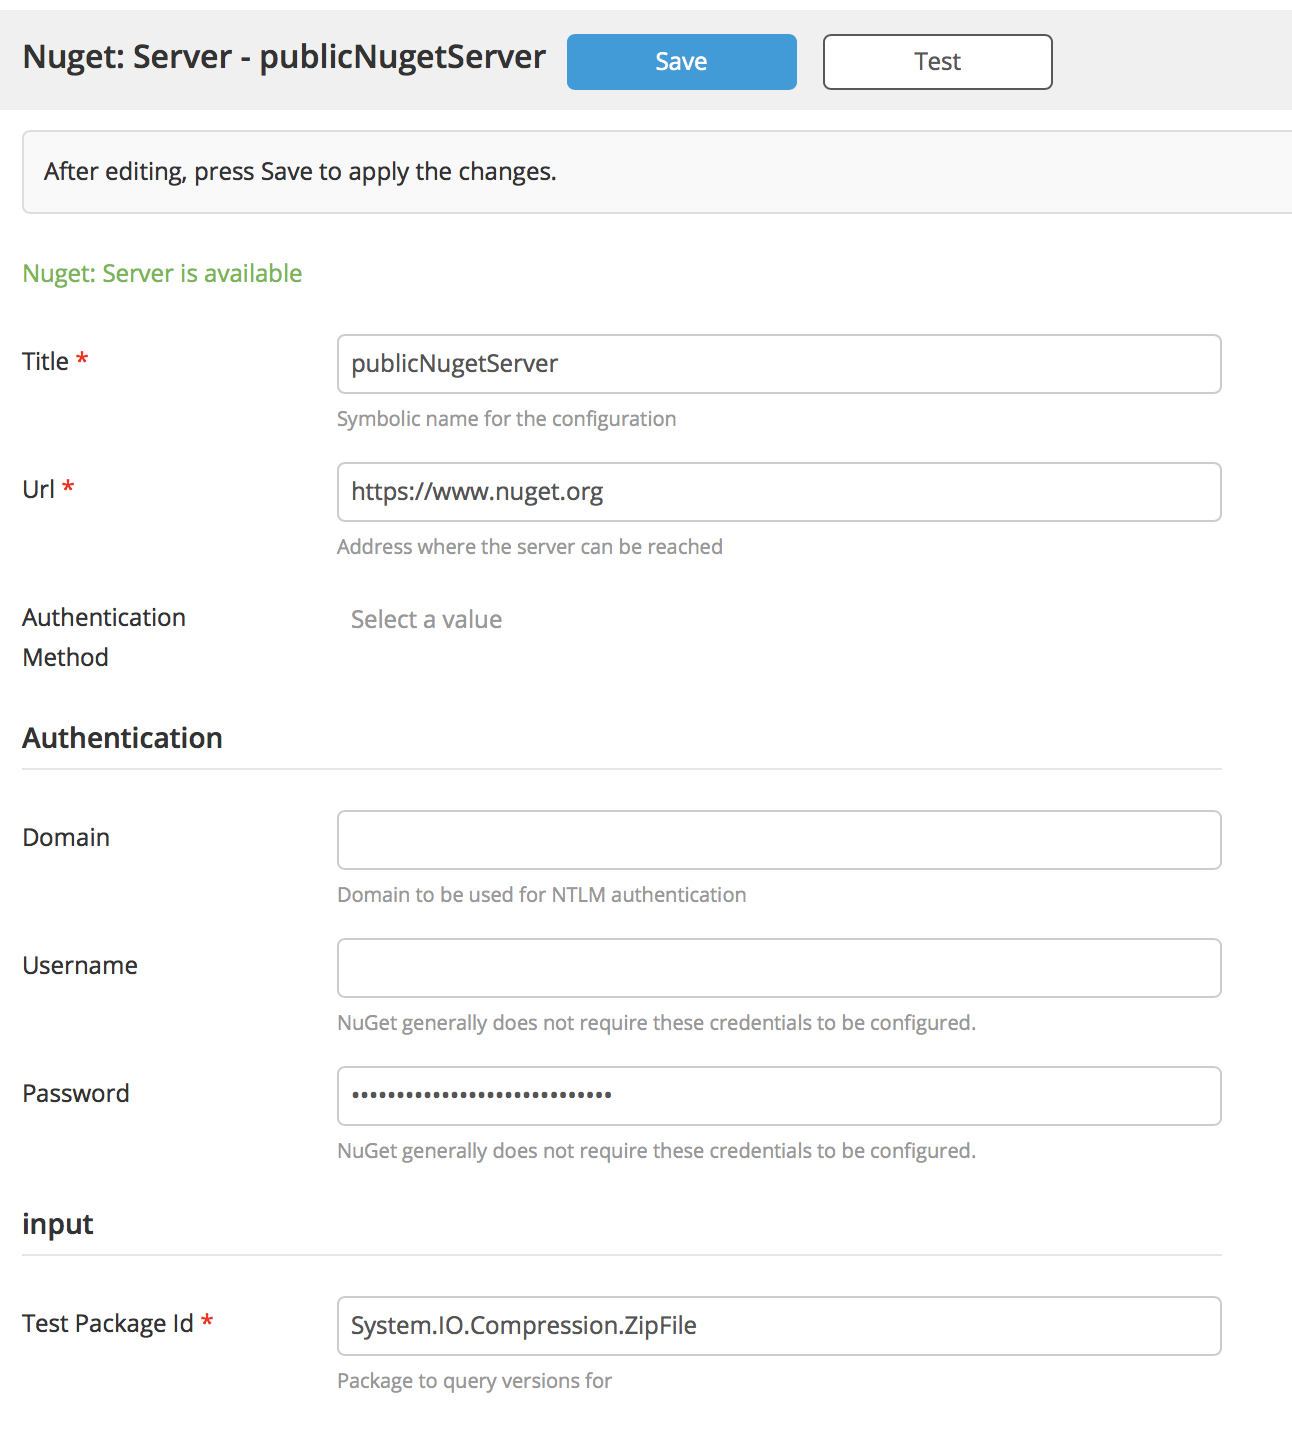 Nuget: Server - publicNugetServer Save Test
After editing, press Save to apply the changes.
Nuget: Server is available
Title * publicNugetServer
Symbolic name for the configuration
Url * https://www.nuget.org
Address where the server can be reached
Authentication Select a value
Method
Authentication
Domain
Domain to be used for NTLM authentication
Username
NuGet generally does not require these credentials to be configured.
Password •••••••••••••••••••••••••••••
NuGet generally does not require these credentials to be configured.
input
Test Package Id * System.IO.Compression.ZipFile
Package to query versions for